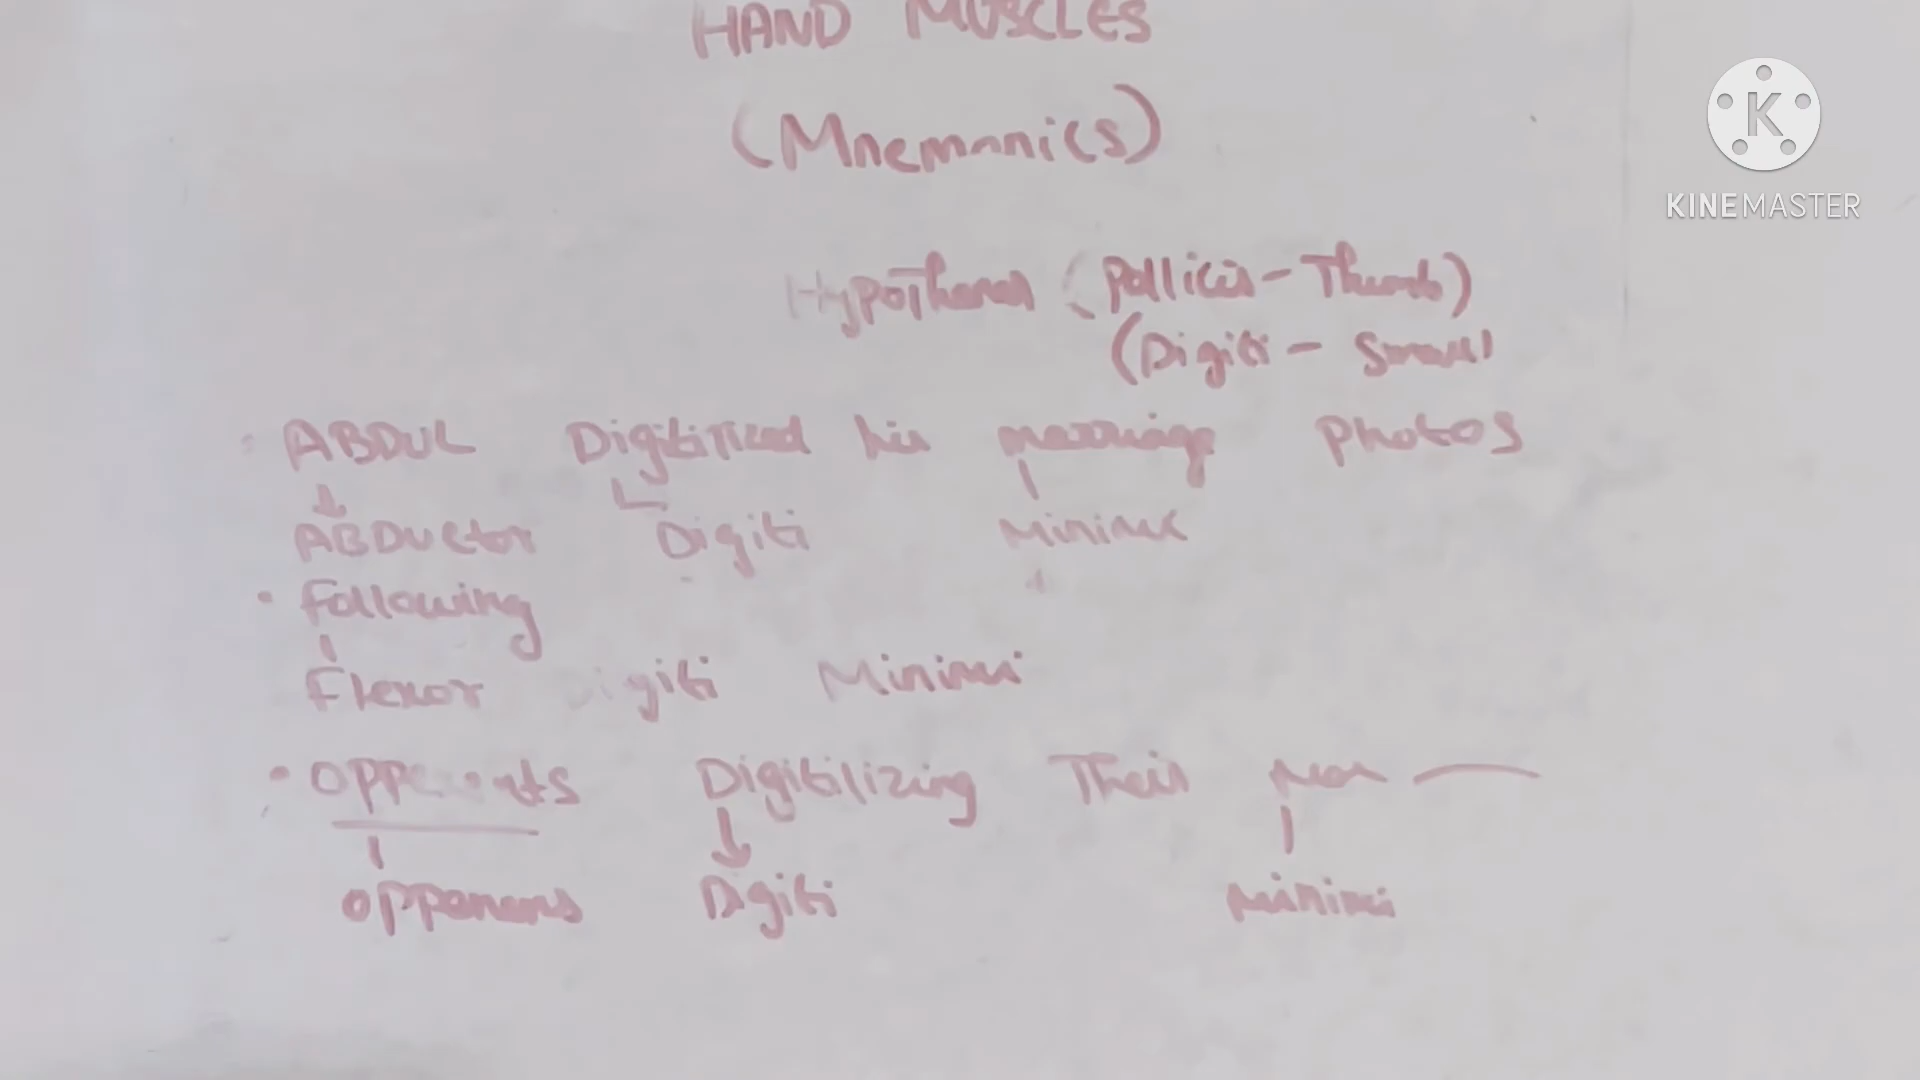 HAND MUSCLES
(Mnemonics)
K
KINEMASTER
Hypothenar (Pollicis - Thumb)
(Digiti - Small
ABDUL Digitilized his marriage Photos
ABDUctor Digiti Minimi
• Following
Flexor Digiti Minimi
• Opponents Digitilizing Their
Opponens Digiti Minimi